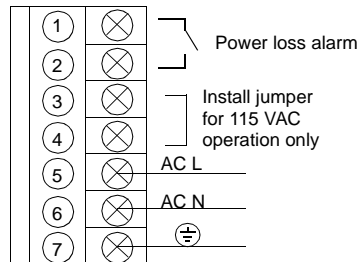 1
Power loss alarm
2
3
Install jumper
for 115 VAC
operation only
4
5
AC L
6
AC N
7